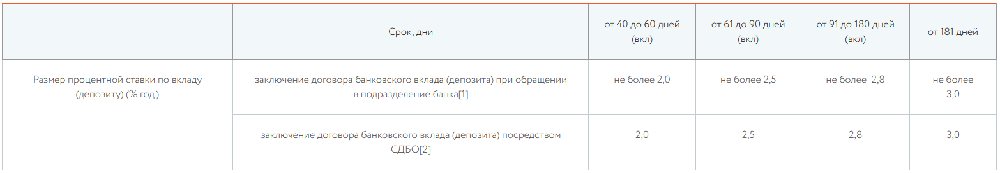 Срок, дни
от 40 до 60 дней
(вкл)
от 61 до 90 дней
(вкл)
от 91 до 180 дней
(вкл)
от 181 дней
Размер процентной ставки по вкладу
(депозиту) (% год.)
заключение договора банковского вклада (депозита) при обращении
в подразделение банка[1]
не более 2,0
не более 2,5
не более 2,8
не более
3,0
заключение договора банковского вклада (депозита) посредством
СДБО[2]
2,0
2,5
2,8
3,0